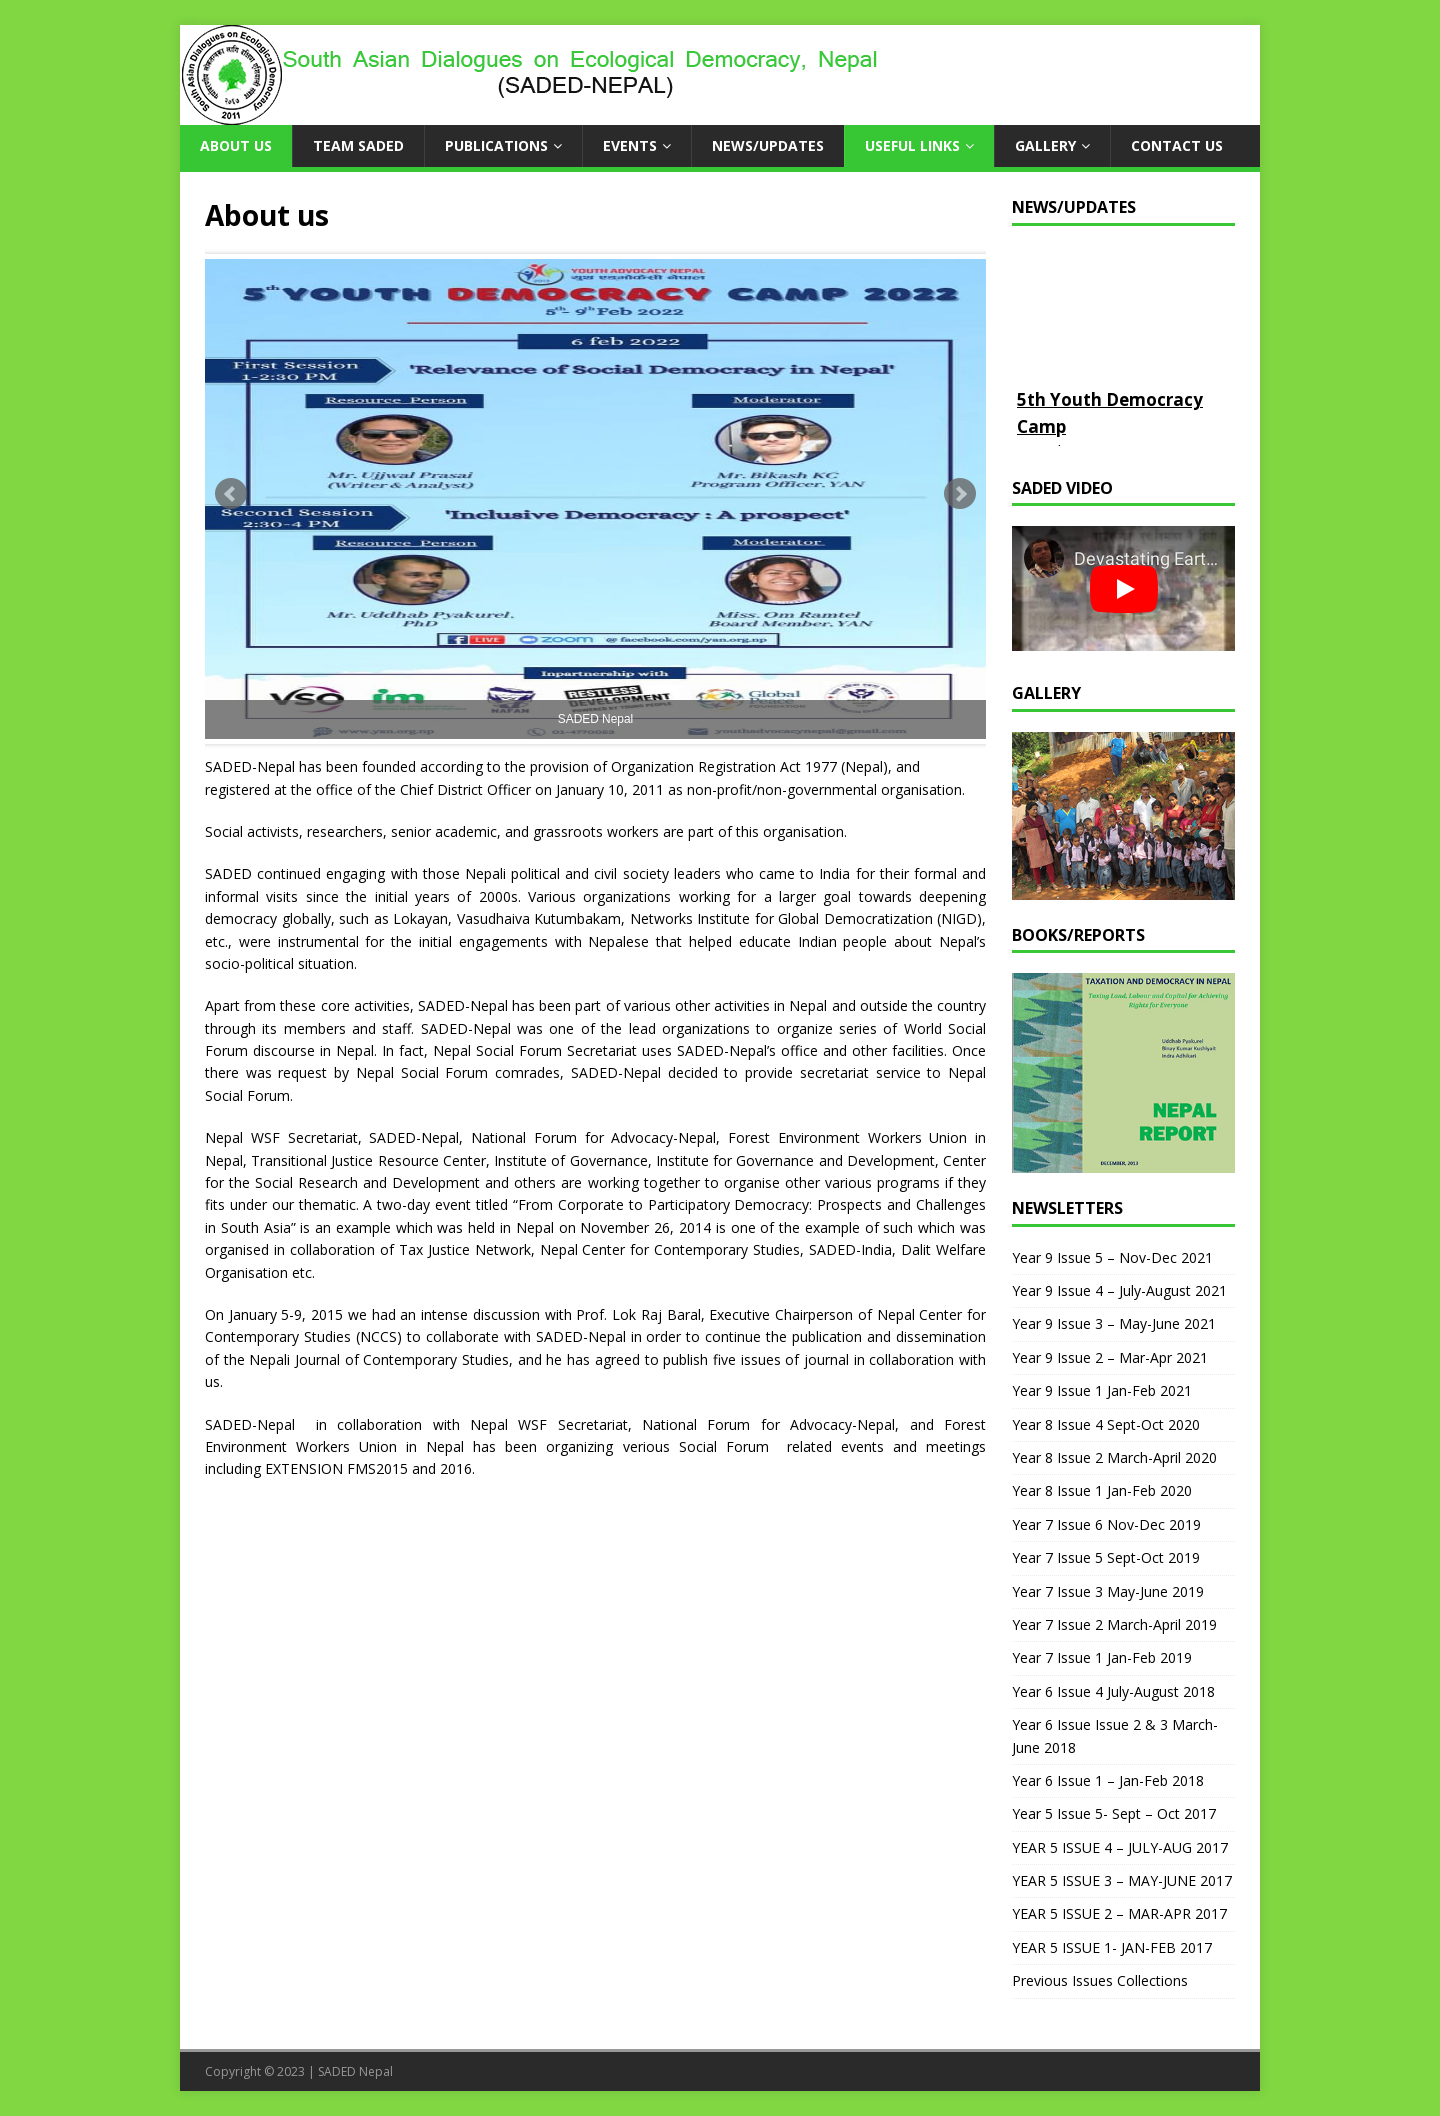 South Asian Dialogues on Ecological Democracy
2011
South Asian Dialogues on Ecological Democracy, Nepal
(SADED-NEPAL)
ABOUT US
TEAM SADED
PUBLICATIONS
EVENTS
NEWS/UPDATES
USEFUL LINKS
GALLERY
CONTACT US
About us
YOUTH ADVOCACY NEPAL
यूथ एडभोकेसी नेपाल
5th YOUTH DEMOCRACY CAMP 2022
5th- 9th Feb 2022
6 feb 2022
First Session
1-2:30 PM
'Relevance of Social Democracy in Nepal'
Resource Person
Moderator
Mr. Ujjwal Prasai
(Writer & Analyst)
Mr. Bikash KC
Program Officer, YAN
Second Session
2:30-4 PM
'Inclusive Democracy : A prospect'
Resource Person
Moderator
Mr. Uddhab Pyakurel.
PhD
Miss. Om Ramtel
Board Member, YAN
LIVE
zoom
@ facebook.com/yan.org.np
Inpartnership with
VSO
im
NAFAN
RESTLESS
DEVELOPMENT
Global
Peace
SADED Nepal
www.yan.org.np
01-4770023
youthadvocacynepal@gmail.com
SADED-Nepal has been founded according to the provision of Organization Registration Act 1977 (Nepal), and
registered at the office of the Chief District Officer on January 10, 2011 as non-profit/non-governmental organisation.
Social activists, researchers, senior academic, and grassroots workers are part of this organisation.
SADED continued engaging with those Nepali political and civil society leaders who came to India for their formal and
informal visits since the initial years of 2000s. Various organizations working for a larger goal towards deepening
democracy globally, such as Lokayan, Vasudhaiva Kutumbakam, Networks Institute for Global Democratization (NIGD),
etc., were instrumental for the initial engagements with Nepalese that helped educate Indian people about Nepal’s
socio-political situation.
Apart from these core activities, SADED-Nepal has been part of various other activities in Nepal and outside the country
through its members and staff. SADED-Nepal was one of the lead organizations to organize series of World Social
Forum discourse in Nepal. In fact, Nepal Social Forum Secretariat uses SADED-Nepal’s office and other facilities. Once
there was request by Nepal Social Forum comrades, SADED-Nepal decided to provide secretariat service to Nepal
Social Forum.
Nepal WSF Secretariat, SADED-Nepal, National Forum for Advocacy-Nepal, Forest Environment Workers Union in
Nepal, Transitional Justice Resource Center, Institute of Governance, Institute for Governance and Development, Center
for the Social Research and Development and others are working together to organise other various programs if they
fits under our thematic. A two-day event titled “From Corporate to Participatory Democracy: Prospects and Challenges
in South Asia” is an example which was held in Nepal on November 26, 2014 is one of the example of such which was
organised in collaboration of Tax Justice Network, Nepal Center for Contemporary Studies, SADED-India, Dalit Welfare
Organisation etc.
On January 5-9, 2015 we had an intense discussion with Prof. Lok Raj Baral, Executive Chairperson of Nepal Center for
Contemporary Studies (NCCS) to collaborate with SADED-Nepal in order to continue the publication and dissemination
of the Nepali Journal of Contemporary Studies, and he has agreed to publish five issues of journal in collaboration with
us.
SADED-Nepal in collaboration with Nepal WSF Secretariat, National Forum for Advocacy-Nepal, and Forest
Environment Workers Union in Nepal has been organizing verious Social Forum related events and meetings
including EXTENSION FMS2015 and 2016.
NEWS/UPDATES
5th Youth Democracy
Camp
SADED VIDEO
Devastating Eart...
GALLERY
BOOKS/REPORTS
TAXATION AND DEMOCRACY IN NEPAL
Taxing Land, Labour and Capital for Achieving
Rights for Everyone
Uddhab Pyakurel
Binay Kumar Kushiyait
Indra Adhikari
NEPAL
REPORT
DECEMBER, 2013
NEWSLETTERS
Year 9 Issue 5 – Nov-Dec 2021
Year 9 Issue 4 – July-August 2021
Year 9 Issue 3 – May-June 2021
Year 9 Issue 2 – Mar-Apr 2021
Year 9 Issue 1 Jan-Feb 2021
Year 8 Issue 4 Sept-Oct 2020
Year 8 Issue 2 March-April 2020
Year 8 Issue 1 Jan-Feb 2020
Year 7 Issue 6 Nov-Dec 2019
Year 7 Issue 5 Sept-Oct 2019
Year 7 Issue 3 May-June 2019
Year 7 Issue 2 March-April 2019
Year 7 Issue 1 Jan-Feb 2019
Year 6 Issue 4 July-August 2018
Year 6 Issue Issue 2 & 3 March-
June 2018
Year 6 Issue 1 – Jan-Feb 2018
Year 5 Issue 5- Sept – Oct 2017
YEAR 5 ISSUE 4 – JULY-AUG 2017
YEAR 5 ISSUE 3 – MAY-JUNE 2017
YEAR 5 ISSUE 2 – MAR-APR 2017
YEAR 5 ISSUE 1- JAN-FEB 2017
Previous Issues Collections
Copyright © 2023 | SADED Nepal